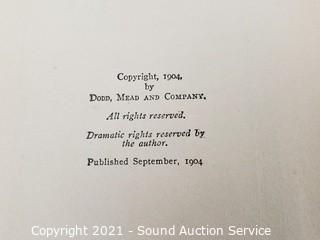 Copyright, 1904,
by
Dodd, Mead and Company.
All rights reserved.
Dramatic rights reserved by
the author.
Published September, 1904
Copyright 2021 - Sound Auction Service